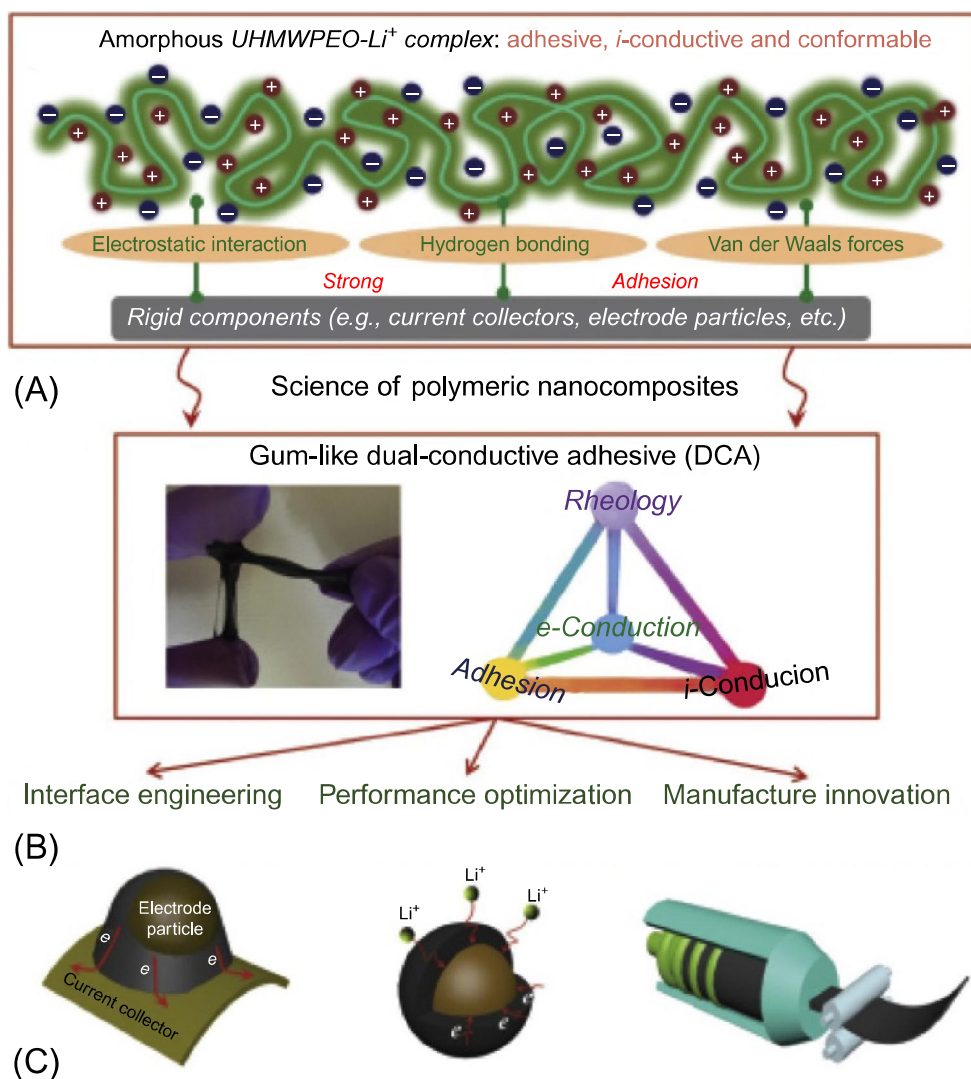 Amorphous UHMWPEO-Li⁺ complex: adhesive, i-conductive and conformable
Electrostatic interaction
Hydrogen bonding
Van der Waals forces
Strong
Adhesion
Rigid components (e.g., current collectors, electrode particles, etc.)
(A)
Science of polymeric nanocomposites
Gum-like dual-conductive adhesive (DCA)
Rheology
e-Conduction
Adhesion
i-Conducion
Interface engineering
Performance optimization
Manufacture innovation
(B)
Electrode
particle
e
e
e
Current collector
Li⁺
Li⁺
Li⁺
e
e
e
(C)